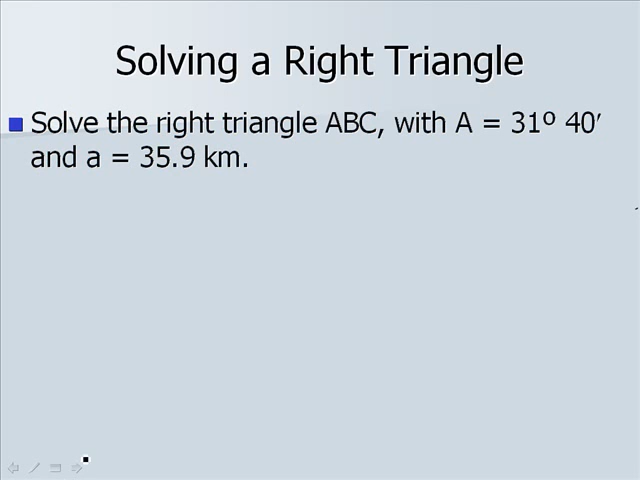 Solving a Right Triangle
Solve the right triangle ABC, with A = 31º 40′
and a = 35.9 km.